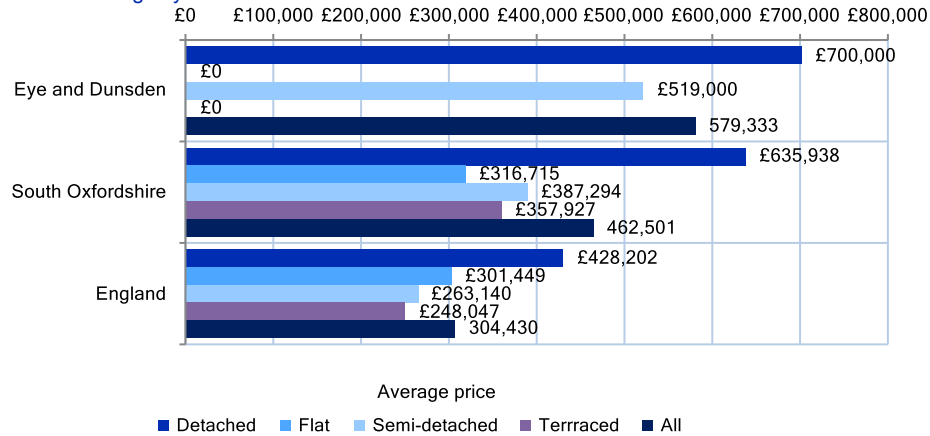 £0 £100,000 £200,000 £300,000 £400,000 £500,000 £600,000 £700,000 £800,000
£700,000
£0
Eye and Dunsden £519,000
£0
579,333
£635,938
£316,715
South Oxfordshire £387,294
£357,927
462,501
£428,202
£301,449
England £263,140
£248,047
304,430
Average price
Detached Flat Semi-detached Terrraced All